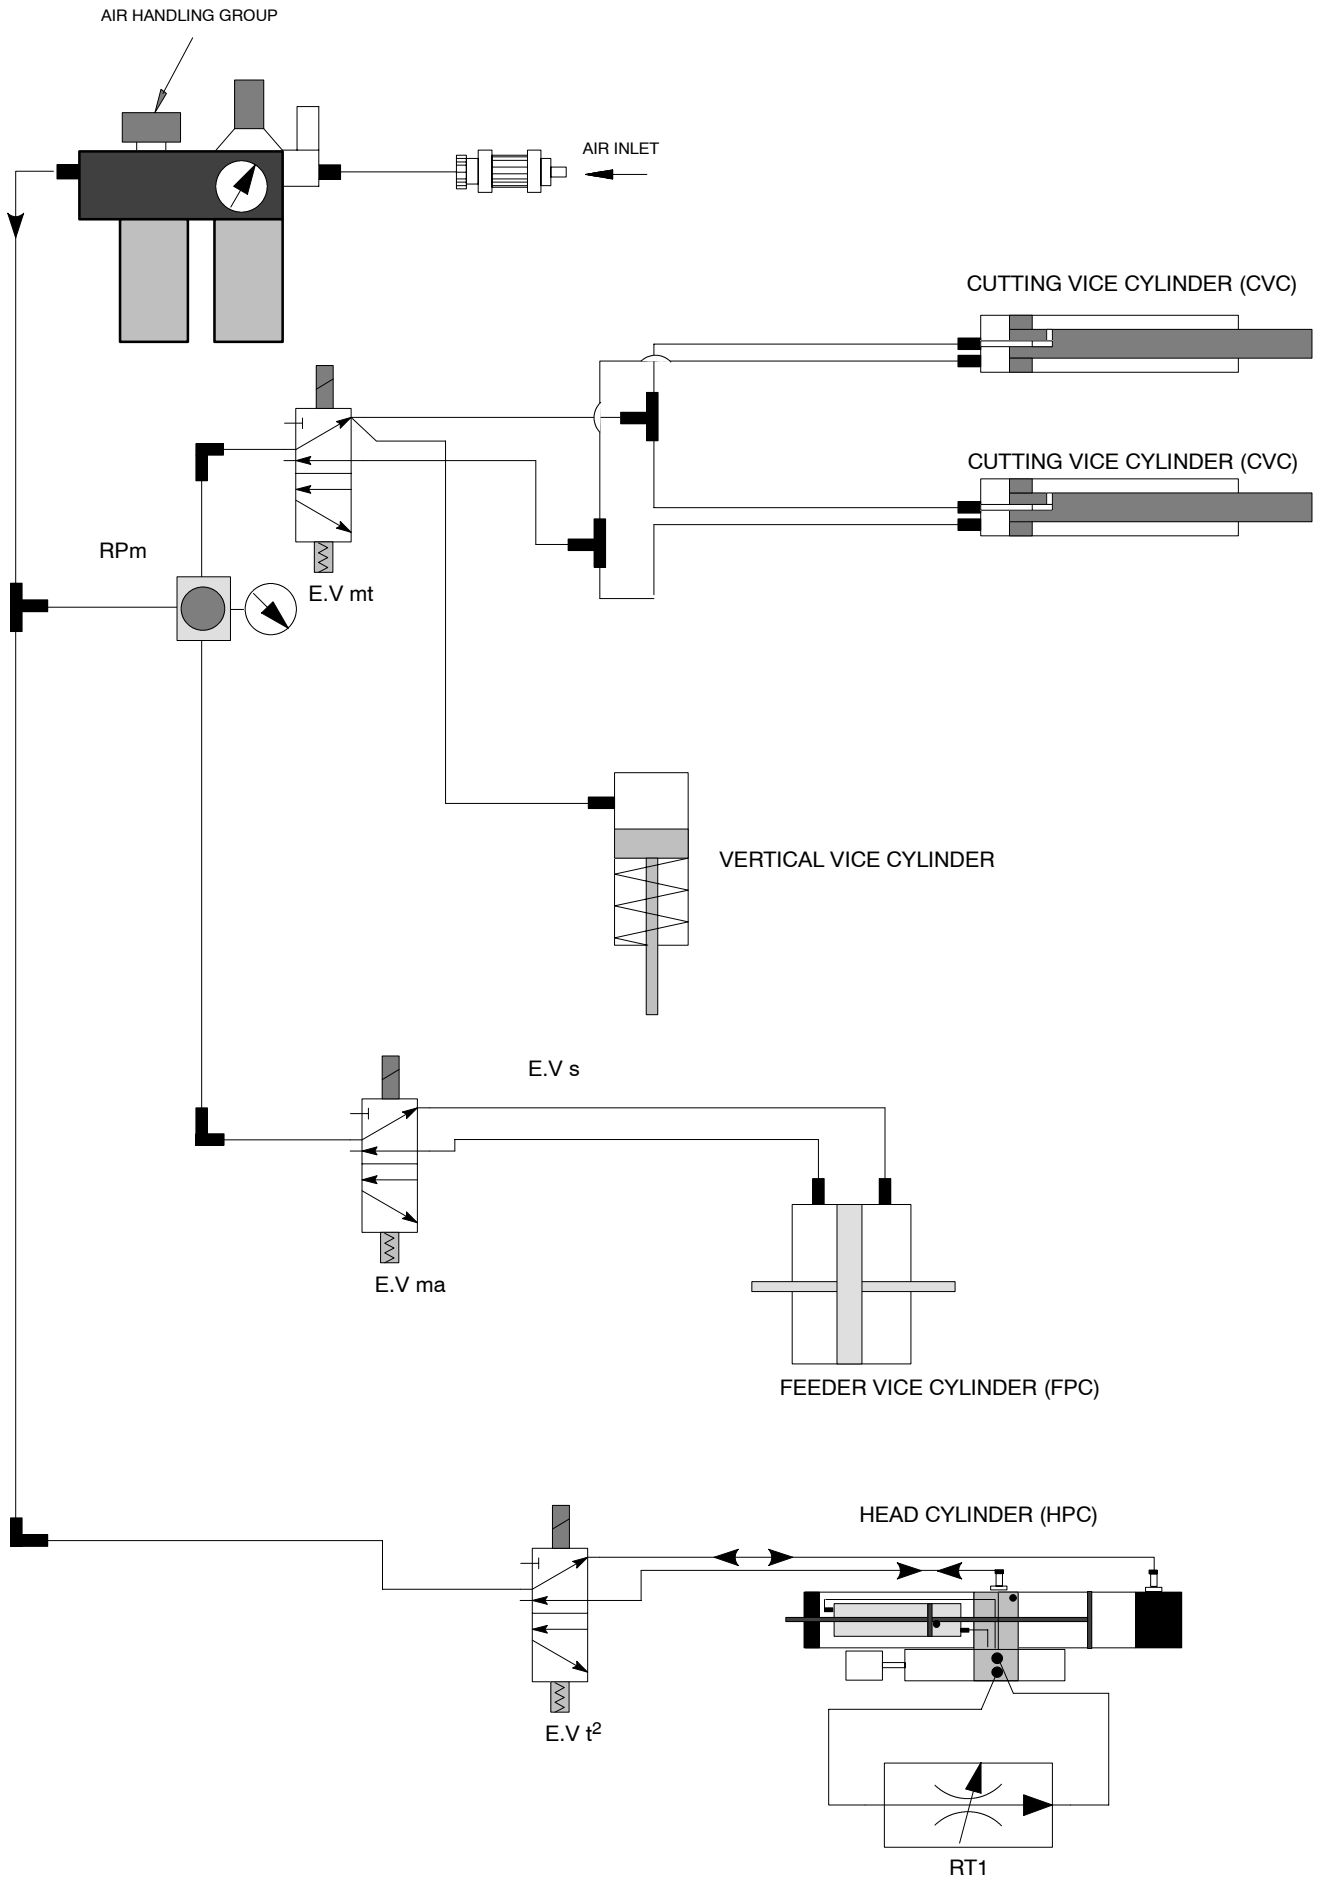 AIR HANDLING GROUP
AIR INLET
CUTTING VICE CYLINDER (CVC)
CUTTING VICE CYLINDER (CVC)
RPm
E.V mt
VERTICAL VICE CYLINDER
E.V s
E.V ma
FEEDER VICE CYLINDER (FPC)
HEAD CYLINDER (HPC)
E.V t²
RT1